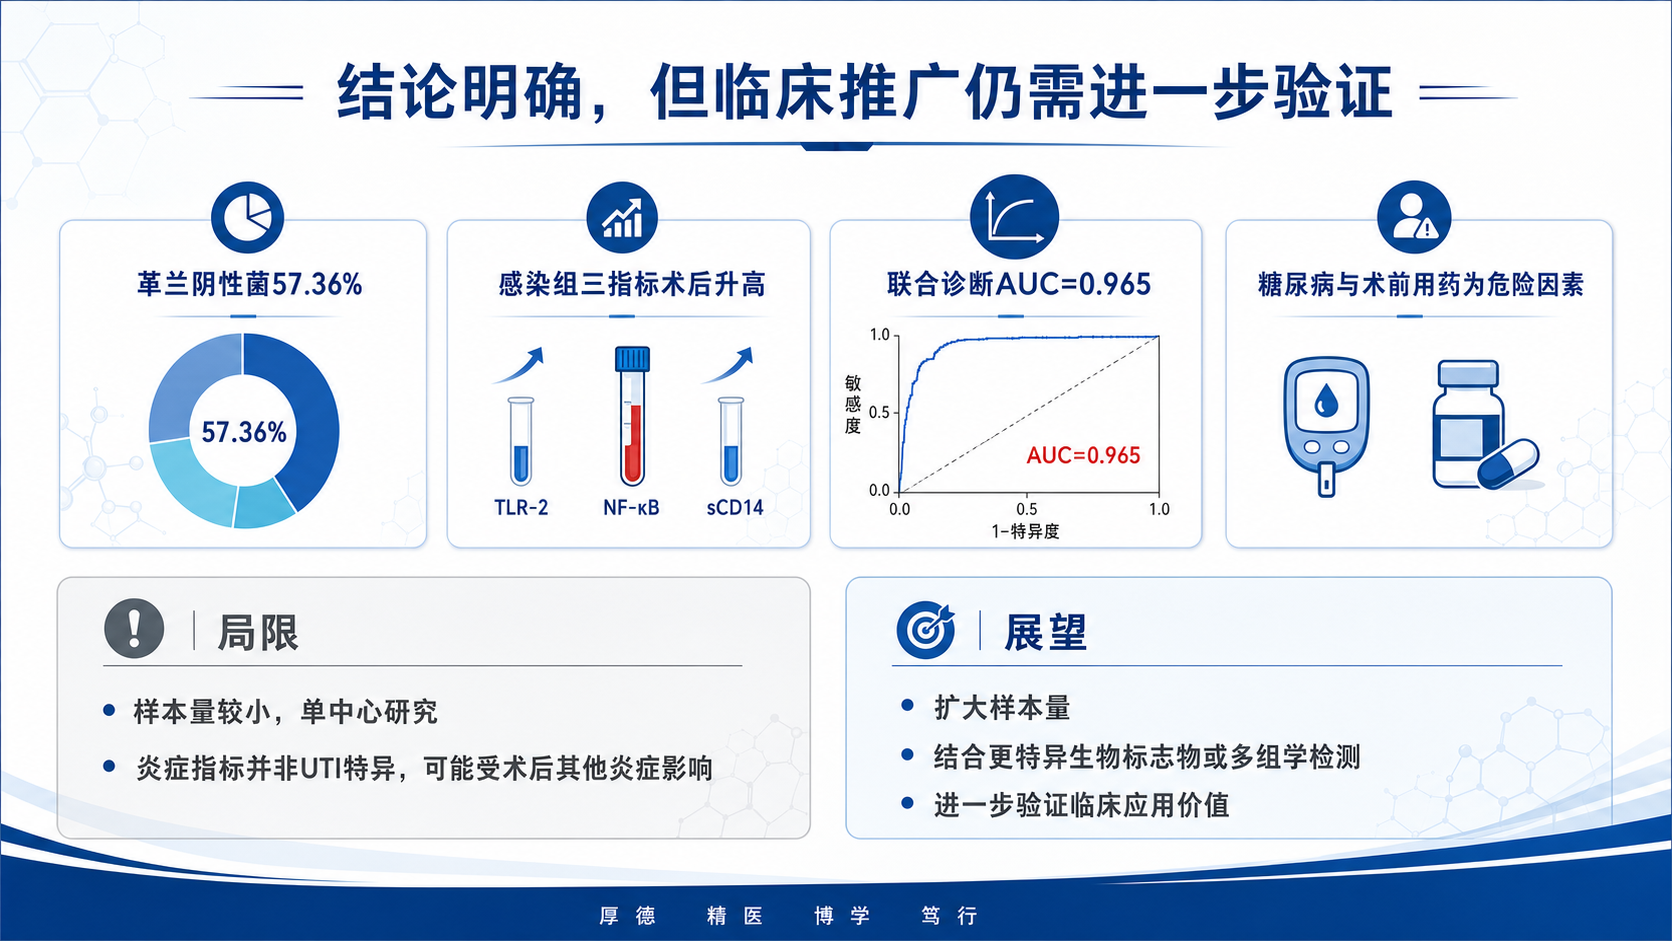 结论明确，但临床推广仍需进一步验证
革兰阴性菌57.36%
57.36%
感染组三指标术后升高
TLR-2
NF-κB
sCD14
联合诊断AUC=0.965
敏感度
1.0
0.5
0.0
AUC=0.965
0.0
0.5
1.0
1-特异度
糖尿病与术前用药为危险因素
局限
样本量较小，单中心研究
炎症指标并非UTI特异，可能受术后其他炎症影响
展望
扩大样本量
结合更特异生物标志物或多组学检测
进一步验证临床应用价值
厚德 精医 博学 笃行